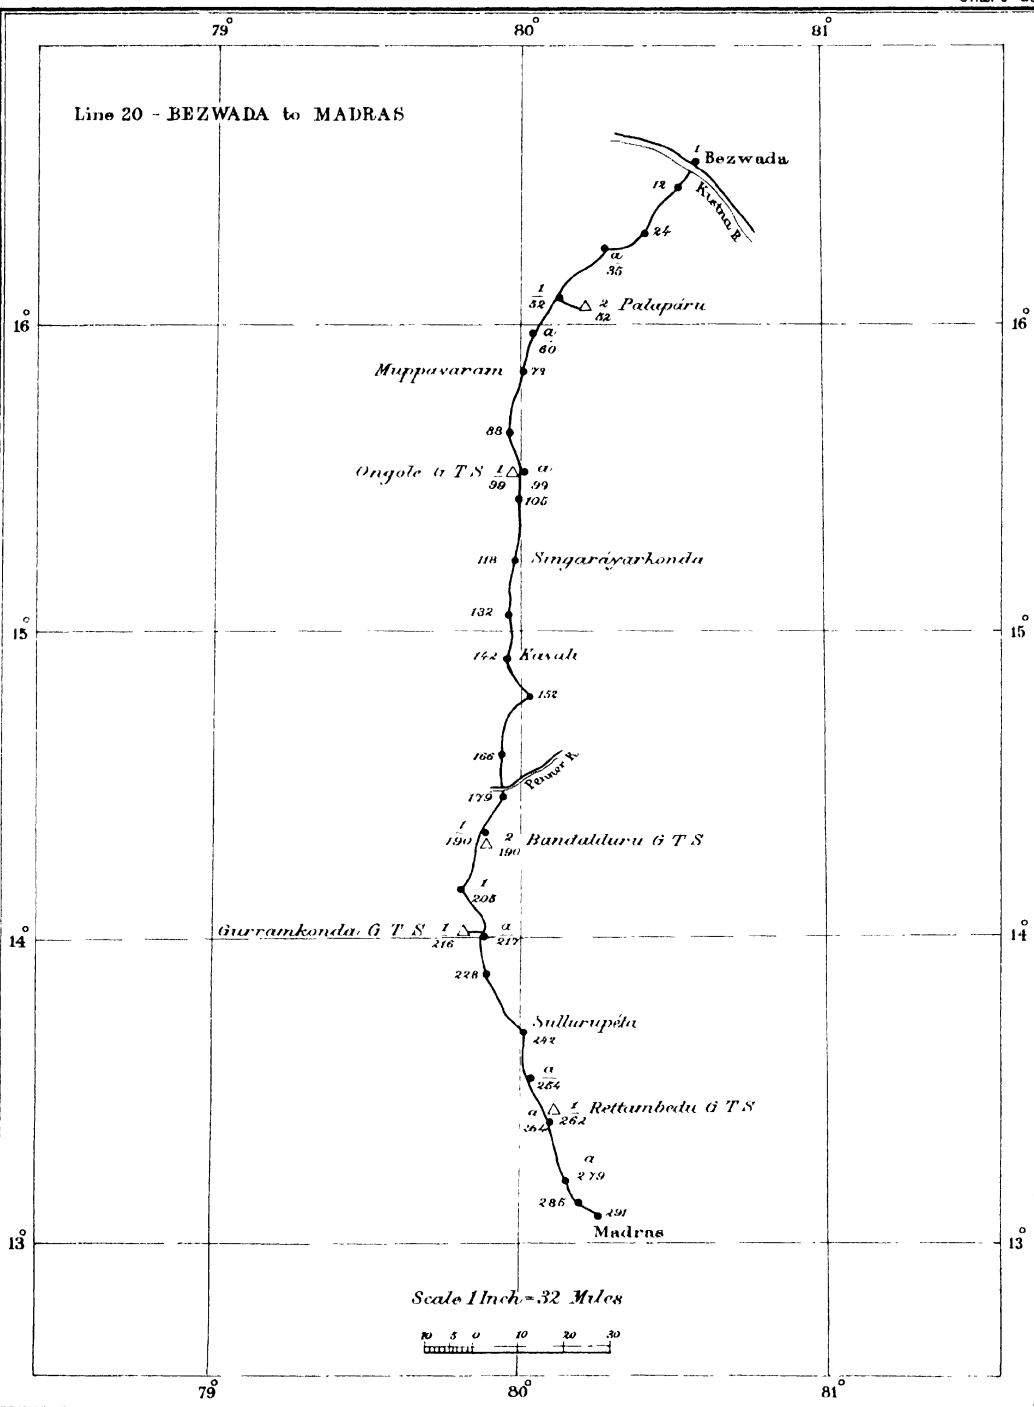 79° 80° 81°
Line 20 - BEZWADA to MADRAS
1 Bezwada
12
Kistna R
24
a
35
1
52
2
52 Palapáru
16° 16°
a
60
Muppavaram 72
88
Ongole G T S 1
99
a
99
105
118 Singaráyarkonda
132
15° 15°
142 Kavali
152
166
Penner R
179
1
190
2
190 Bandalduru G T S
1
205
Gurramkonda G T S 1
216
a
217
14° 14°
228
Sullurupéta
242
a
254
1
262 Rettambedu G T S
a
264
a
279
285
291
Madras
13° 13°
Scale 1 Inch = 32 Miles
10 5 0 10 20 30
79° 80° 81°